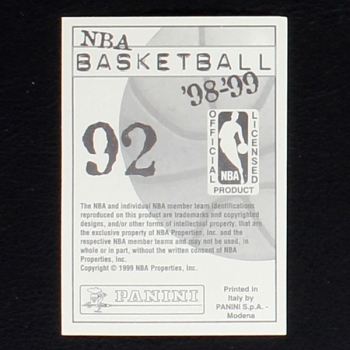 NBA
BASKETBALL
'98-'99
92
OFFICIAL
LICENSED
NBA
PRODUCT
The NBA and individual NBA member team identifications
reproduced on this product are trademarks and copyrighted
designs, and/or other forms of intellectual property, that are
the exclusive property of NBA Properties, Inc. and the
respective NBA member teams and may not be used, in
whole or in part, without the written consent of NBA
Properties, Inc.
Copyright © 1999 NBA Properties, Inc.
PANINI
Printed in
Italy by
PANINI S.p.A. -
Modena